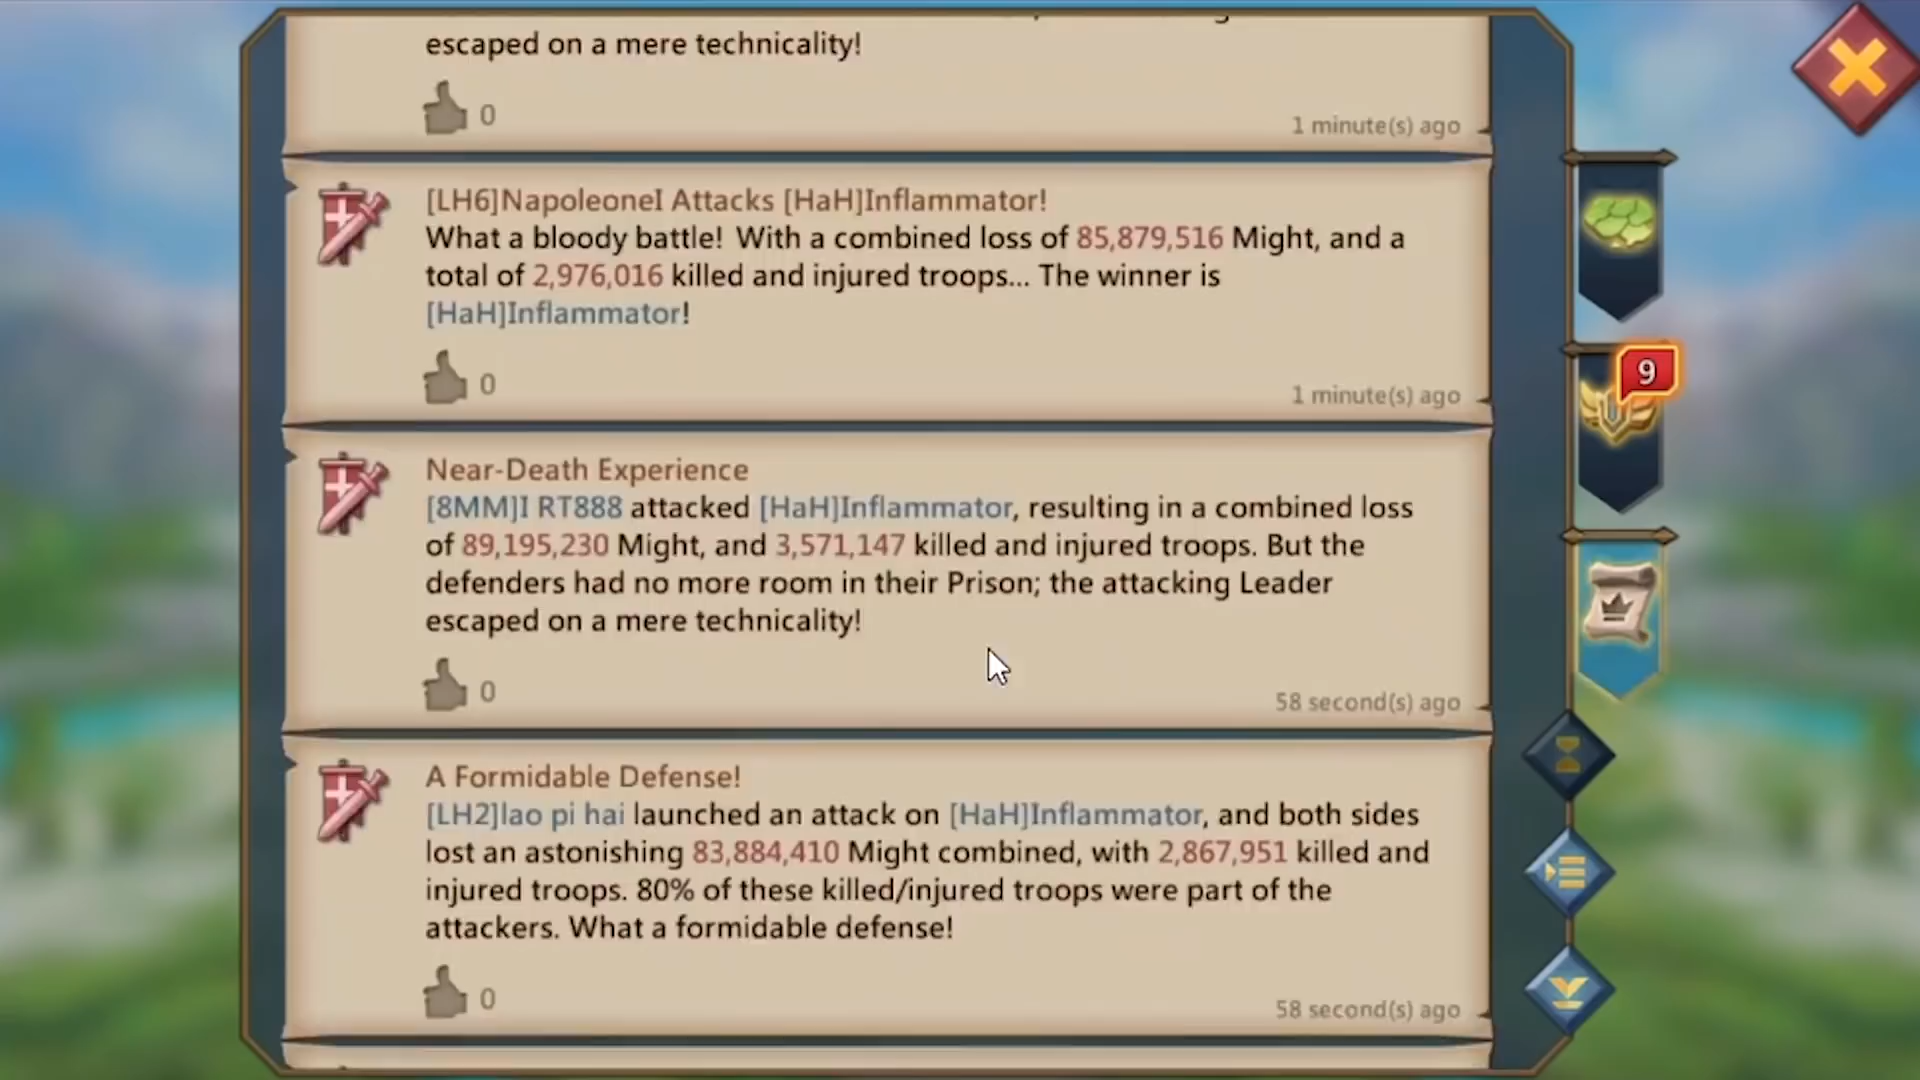 escaped on a mere technicality!
0
1 minute(s) ago
[LH6]NapoleoneI Attacks [HaH]Inflammator!
What a bloody battle! With a combined loss of 85,879,516 Might, and a
total of 2,976,016 killed and injured troops... The winner is
[HaH]Inflammator!
0
1 minute(s) ago
9
Near-Death Experience
[8MM]I RT888 attacked [HaH]Inflammator, resulting in a combined loss
of 89,195,230 Might, and 3,571,147 killed and injured troops. But the
defenders had no more room in their Prison; the attacking Leader
escaped on a mere technicality!
0
58 second(s) ago
A Formidable Defense!
[LH2]lao pi hai launched an attack on [HaH]Inflammator, and both sides
lost an astonishing 83,884,410 Might combined, with 2,867,951 killed and
injured troops. 80% of these killed/injured troops were part of the
attackers. What a formidable defense!
0
58 second(s) ago